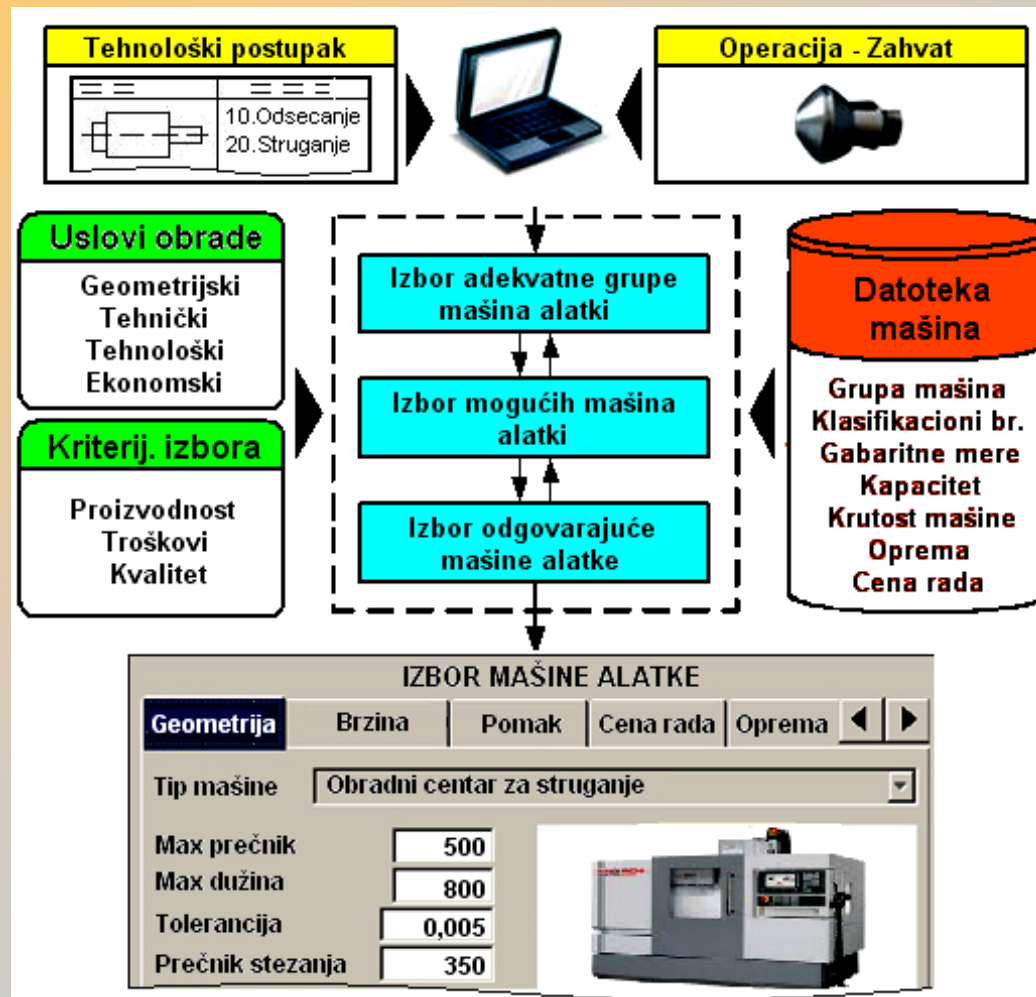 Tehnološki postupak
10.Odsecanje
20.Struganje
Operacija - Zahvat
Uslovi obrade
Geometrijski
Tehnički
Tehnološki
Ekonomski
Kriterij. izbora
Proizvodnost
Troškovi
Kvalitet
Izbor adekvatne grupe
mašina alatki
Izbor mogućih mašina
alatki
Izbor odgovarajuće
mašine alatke
Datoteka
mašina
Grupa mašina
Klasifikacioni br.
Gabaritne mere
Kapacitet
Krutost mašine
Oprema
Cena rada
IZBOR MAŠINE ALATKE
Geometrija Brzina Pomak Cena rada Oprema
Tip mašine Obradni centar za struganje
Max prečnik 500
Max dužina 800
Tolerancija 0,005
Prečnik stezanja 350